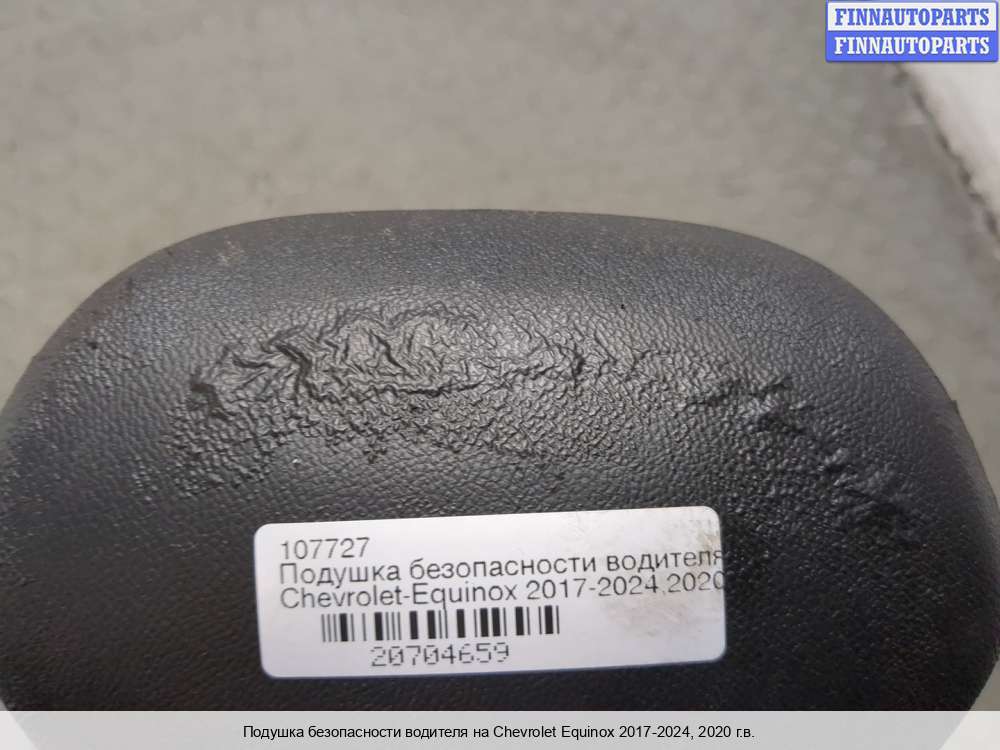 FINNAUTOPARTS
FINNAUTOPARTS
107727
Подушка безопасности водителя
Chevrolet-Equinox 2017-2024,2020
20704659
Подушка безопасности водителя на Chevrolet Equinox 2017-2024, 2020 г.в.